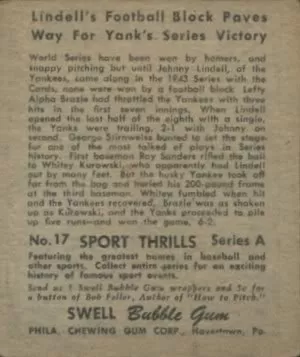 Lindell's Football Block Paves
Way For Yank's Series Victory
World Series have been won by homers, and
snappy pitching but until Johnny Lindell, of the
Yankees, came along in the 1943 Series with the
Cards, none were won by a football block. Lefty
Alpha Brazle had throttled the Yankees with three
hits in the first seven innings. When Lindell
opened the last half of the eighth with a single,
the Yanks were trailing, 2-1 with Johnny on
second. George Stirnweiss bunted to set the stage
for one of the most talked of plays in Series
history. First baseman Ray Sanders rifled the ball
to Whitey Kurowski, who apparently had Lindell
out by many feet. But the husky Yankee took off
far from the bag and hurled his 200-pound frame
at the third baseman. Whitey fumbled when hit
and the Yankees recovered. Brazle was as shaken
up as Kurowski, and the Yanks proceeded to pile
up five runs—and won the game, 6-2.
No. 17 SPORT THRILLS Series A
Featuring the greatest names in baseball and
other sports. Collect entire series for an exciting
history of famous sport events.
Send us 5 Swell Bubble Gum wrappers and 5c for
a button of Bob Feller, Author of "How to Pitch."
SWELL Bubble Gum
PHILA. CHEWING GUM CORP., Havertown, Pa.